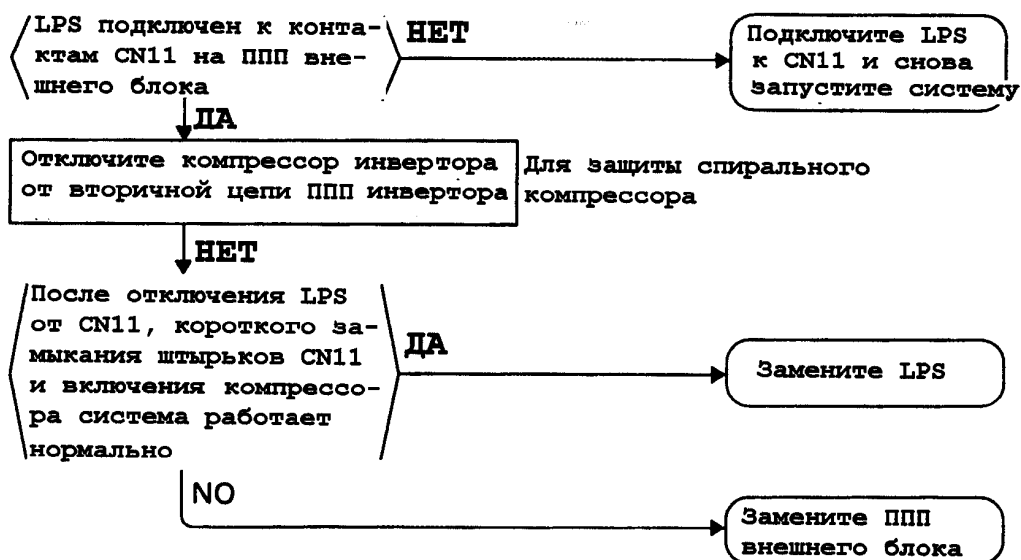 LPS подключен к конта-
ктам CN11 на ППП вне-
шнего блока
НЕТ
Подключите LPS
к CN11 и снова
запустите систему
ДА
Отключите компрессор инвертора
от вторичной цепи ППП инвертора
Для защиты спирального
компрессора
НЕТ
После отключения LPS
от CN11, короткого за-
мыкания штырьков CN11
и включения компрессо-
ра система работает
нормально
ДА
Замените LPS
NO
Замените ППП
внешнего блока